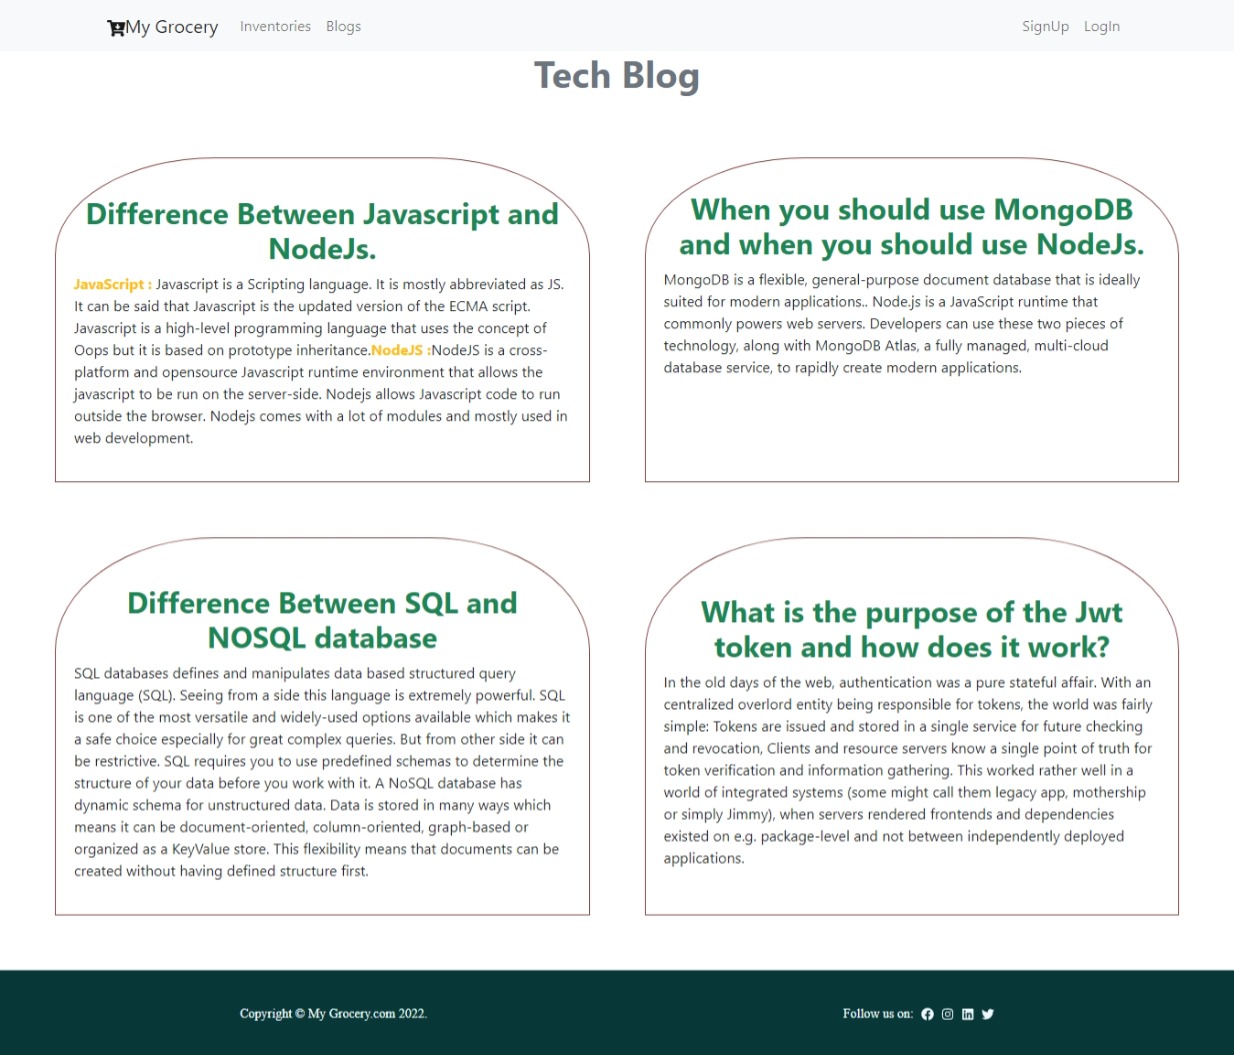 My Grocery Inventories Blogs SignUp LogIn
Tech Blog
Difference Between Javascript and
NodeJs.
JavaScript : Javascript is a Scripting language. It is mostly abbreviated as JS.
It can be said that Javascript is the updated version of the ECMA script.
Javascript is a high-level programming language that uses the concept of
Oops but it is based on prototype inheritance.NodeJS :NodeJS is a cross-
platform and opensource Javascript runtime environment that allows the
javascript to be run on the server-side. Nodejs allows Javascript code to run
outside the browser. Nodejs comes with a lot of modules and mostly used in
web development.
When you should use MongoDB
and when you should use NodeJs.
MongoDB is a flexible, general-purpose document database that is ideally
suited for modern applications.. Node.js is a JavaScript runtime that
commonly powers web servers. Developers can use these two pieces of
technology, along with MongoDB Atlas, a fully managed, multi-cloud
database service, to rapidly create modern applications.
Difference Between SQL and
NOSQL database
SQL databases defines and manipulates data based structured query
language (SQL). Seeing from a side this language is extremely powerful. SQL
is one of the most versatile and widely-used options available which makes it
a safe choice especially for great complex queries. But from other side it can
be restrictive. SQL requires you to use predefined schemas to determine the
structure of your data before you work with it. A NoSQL database has
dynamic schema for unstructured data. Data is stored in many ways which
means it can be document-oriented, column-oriented, graph-based or
organized as a KeyValue store. This flexibility means that documents can be
created without having defined structure first.
What is the purpose of the Jwt
token and how does it work?
In the old days of the web, authentication was a pure stateful affair. With an
centralized overlord entity being responsible for tokens, the world was fairly
simple: Tokens are issued and stored in a single service for future checking
and revocation, Clients and resource servers know a single point of truth for
token verification and information gathering. This worked rather well in a
world of integrated systems (some might call them legacy app, mothership
or simply Jimmy), when servers rendered frontends and dependencies
existed on e.g. package-level and not between independently deployed
applications.
Copyright © My Grocery.com 2022.
Follow us on: